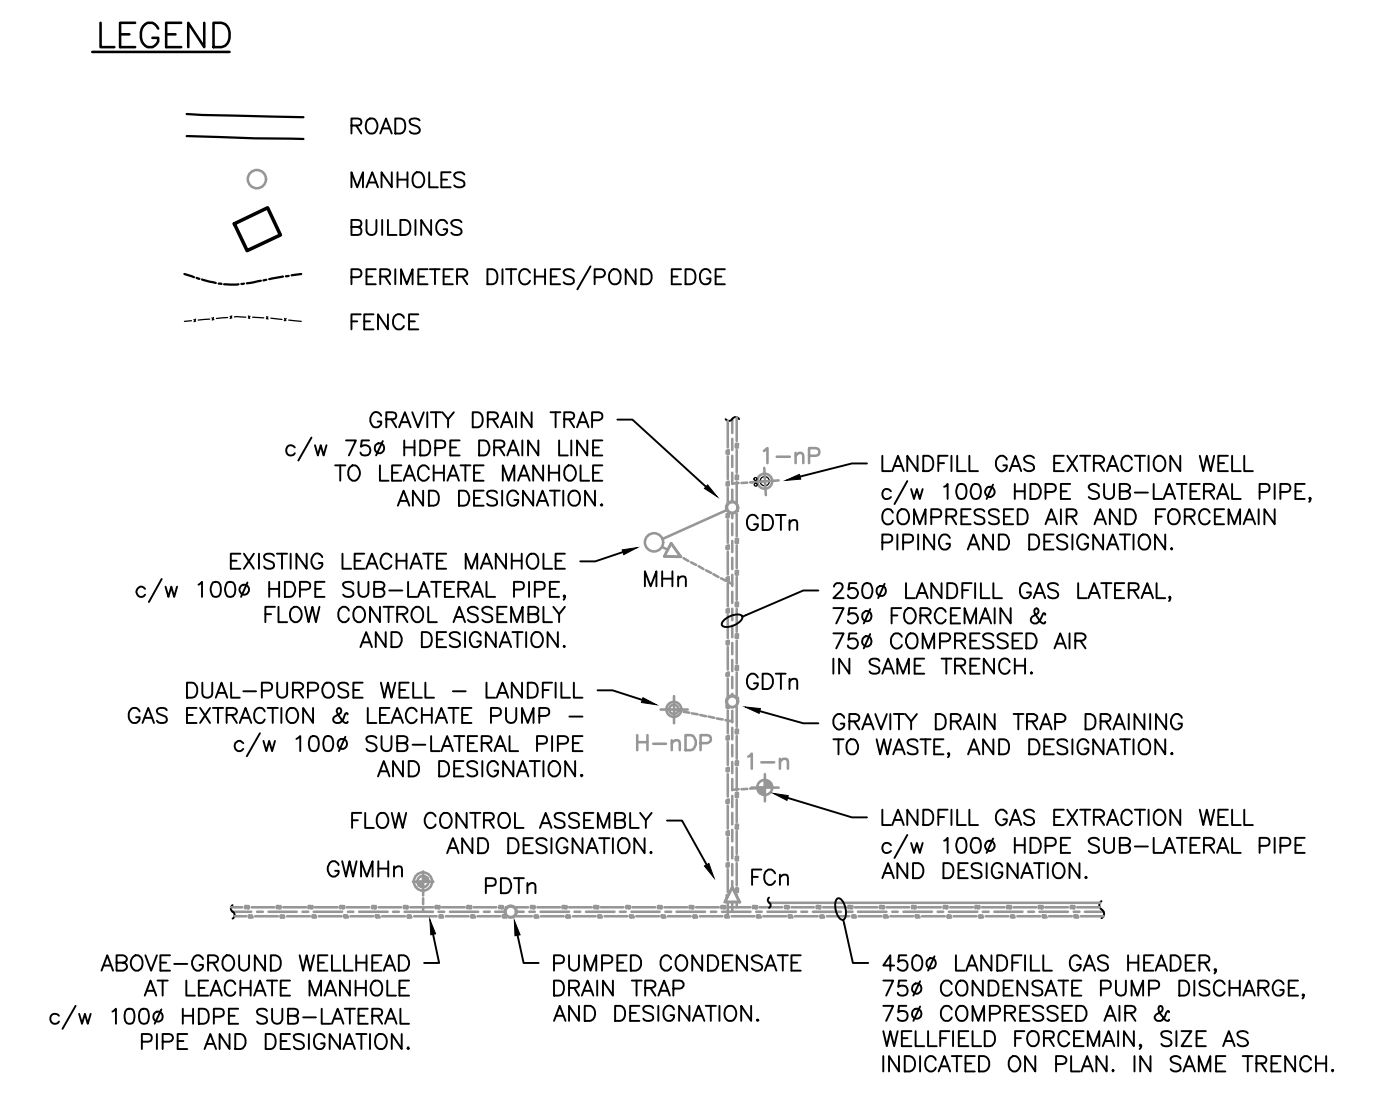 LEGEND
ROADS
MANHOLES
BUILDINGS
PERIMETER DITCHES/POND EDGE
FENCE
GRAVITY DRAIN TRAP
c/w 75ø HDPE DRAIN LINE
TO LEACHATE MANHOLE
AND DESIGNATION.
1-nP
LANDFILL GAS EXTRACTION WELL
c/w 100ø HDPE SUB-LATERAL PIPE,
COMPRESSED AIR AND FORCEMAIN
PIPING AND DESIGNATION.
GDTn
EXISTING LEACHATE MANHOLE
c/w 100ø HDPE SUB-LATERAL PIPE,
FLOW CONTROL ASSEMBLY
AND DESIGNATION.
MHn
250ø LANDFILL GAS LATERAL,
75ø FORCEMAIN &
75ø COMPRESSED AIR
IN SAME TRENCH.
DUAL-PURPOSE WELL - LANDFILL
GAS EXTRACTION & LEACHATE PUMP -
c/w 100ø SUB-LATERAL PIPE
AND DESIGNATION.
H-nDP
GDTn
GRAVITY DRAIN TRAP DRAINING
TO WASTE, AND DESIGNATION.
1-n
LANDFILL GAS EXTRACTION WELL
c/w 100ø HDPE SUB-LATERAL PIPE
AND DESIGNATION.
FLOW CONTROL ASSEMBLY
AND DESIGNATION.
GWMHn
PDTn
FCn
ABOVE-GROUND WELLHEAD
AT LEACHATE MANHOLE
c/w 100ø HDPE SUB-LATERAL
PIPE AND DESIGNATION.
PUMPED CONDENSATE
DRAIN TRAP
AND DESIGNATION.
450ø LANDFILL GAS HEADER,
75ø CONDENSATE PUMP DISCHARGE,
75ø COMPRESSED AIR &
WELLFIELD FORCEMAIN, SIZE AS
INDICATED ON PLAN. IN SAME TRENCH.